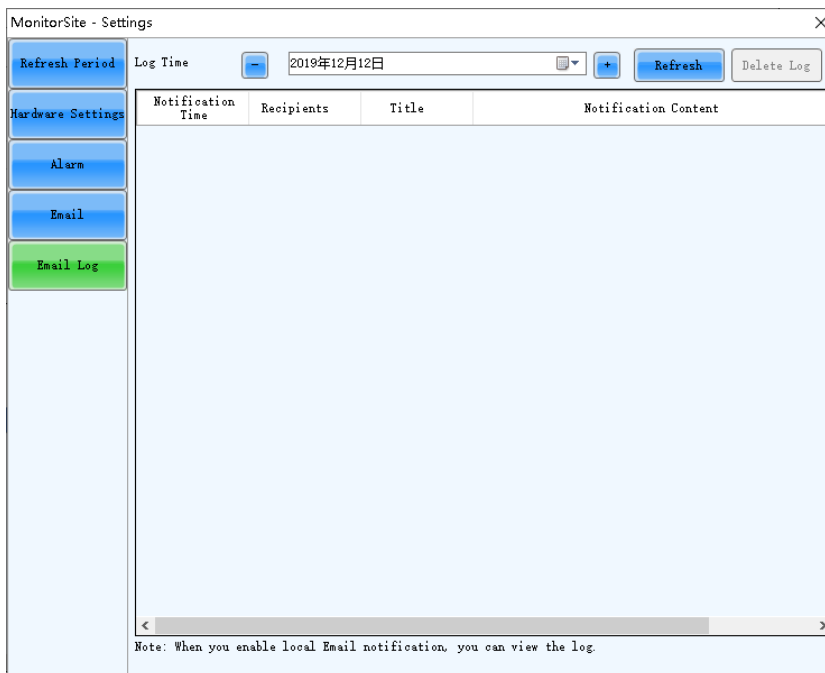 MonitorSite - Settings
Refresh Period
Log Time
2019年12月12日
Refresh
Delete Log
Hardware Settings
Notification
Time
Recipients
Title
Notification Content
Alarm
Email
Email Log
Note: When you enable local Email notification, you can view the log.